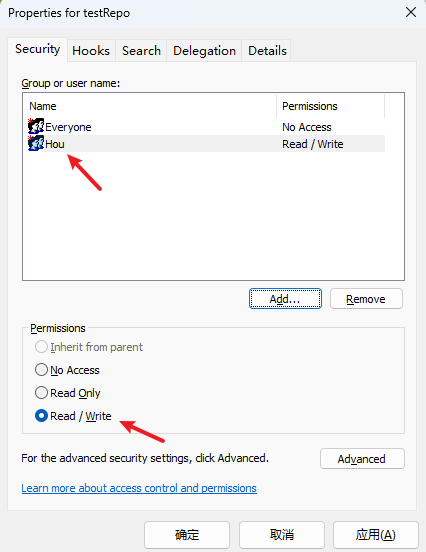 Properties for testRepo
Security Hooks Search Delegation Details
Group or user name:
Name Permissions
Everyone No Access
Hou Read / Write
Add... Remove
Permissions
Inherit from parent
No Access
Read Only
Read / Write
For the advanced security settings, click Advanced.
Advanced
Learn more about access control and permissions
确定 取消 应用(A)